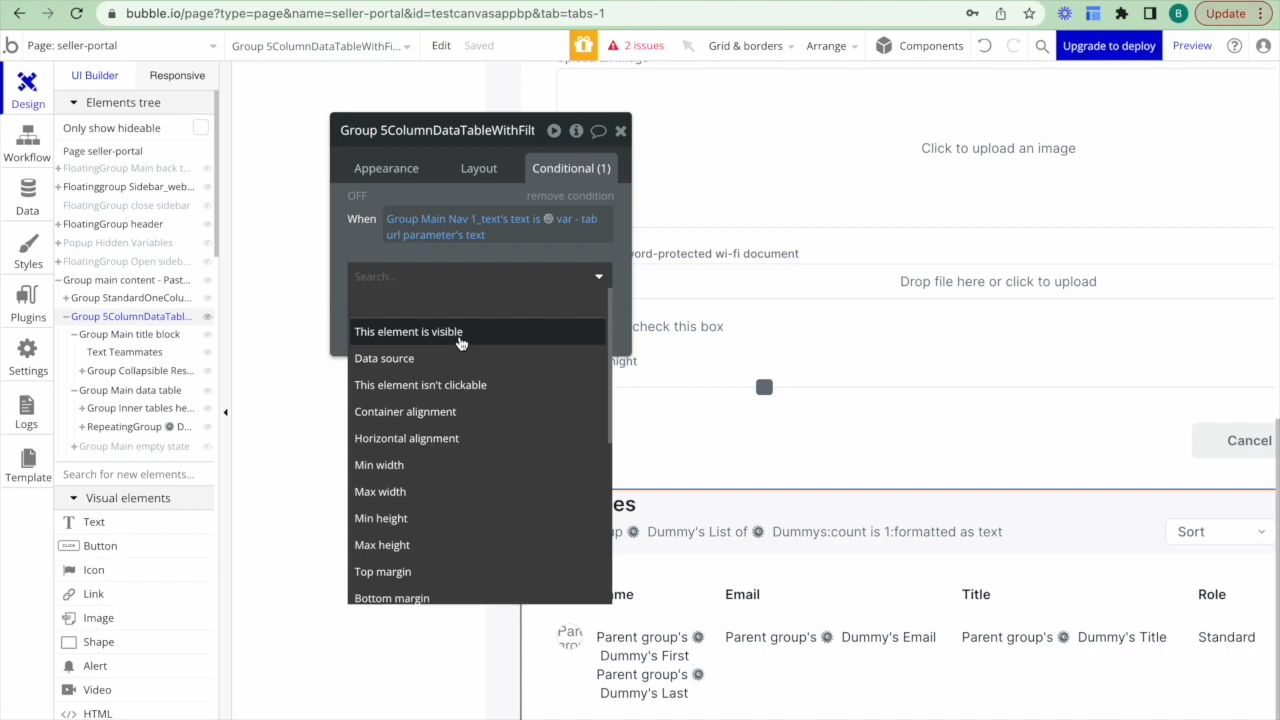 bubble.io/page?type=page&name=seller-portal&id=testcanvasappbp&tab=tabs-1
B
Update
Page: seller-portal
Group 5ColumnDataTableWithFi...
Edit
Saved
2 issues
Grid & borders
Arrange
Components
Upgrade to deploy
Preview
UI Builder
Responsive
Design
Workflow
Data
Styles
Plugins
Settings
Logs
Template
Elements tree
Only show hideable
Page seller-portal
FloatingGroup Main back t...
Floatinggroup Sidebar_web...
FloatingGroup close sidebar
FloatingGroup header
Popup Hidden Variables
FloatingGroup Open sideb...
Group main content - Past...
Group StandardOneColu...
Group 5ColumnDataTabl...
Group Main title block
Text Teammates
Group Collapsible Res...
Group Main data table
Group Inner tables he...
RepeatingGroup D...
Group Main empty state
Search for new elements...
Visual elements
Text
Button
Icon
Link
Image
Shape
Alert
Video
HTML
Group 5ColumnDataTableWithFilt
Appearance
Layout
Conditional (1)
OFF
remove condition
When
Group Main Nav 1_text's text is var - tab
url parameter's text
Search...
This element is visible
Data source
This element isn't clickable
Container alignment
Horizontal alignment
Min width
Max width
Min height
Max height
Top margin
Bottom margin
Click to upload an image
word-protected wi-fi document
Drop file here or click to upload
check this box
night
Cancel
es
up Dummy's List of Dummys:count is 1:formatted as text
Sort
ame
Email
Title
Role
Parent group's
Dummy's First
Parent group's
Dummy's Last
Parent group's Dummy's Email
Parent group's Dummy's Title
Standard